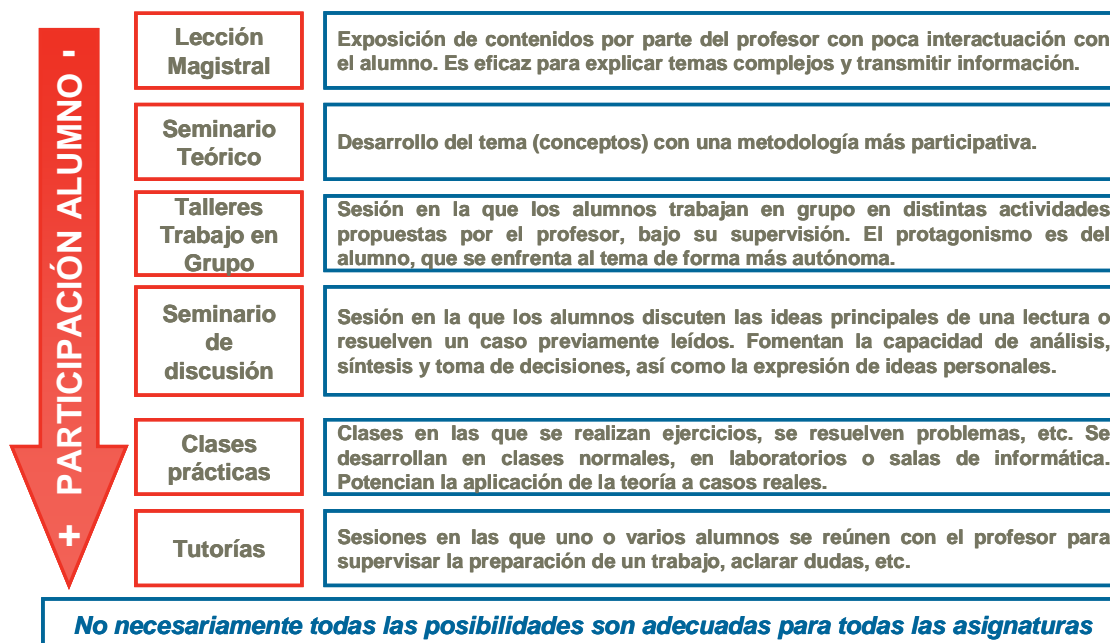 + PARTICIPACIÓN ALUMNO -
Lección
Magistral
Exposición de contenidos por parte del profesor con poca interactuación con
el alumno. Es eficaz para explicar temas complejos y transmitir información.
Seminario
Teórico
Desarrollo del tema (conceptos) con una metodología más participativa.
Talleres
Trabajo en
Grupo
Sesión en la que los alumnos trabajan en grupo en distintas actividades
propuestas por el profesor, bajo su supervisión. El protagonismo es del
alumno, que se enfrenta al tema de forma más autónoma.
Seminario
de
discusión
Sesión en la que los alumnos discuten las ideas principales de una lectura o
resuelven un caso previamente leídos. Fomentan la capacidad de análisis,
síntesis y toma de decisiones, así como la expresión de ideas personales.
Clases
prácticas
Clases en las que se realizan ejercicios, se resuelven problemas, etc. Se
desarrollan en clases normales, en laboratorios o salas de informática.
Potencian la aplicación de la teoría a casos reales.
Tutorías
Sesiones en las que uno o varios alumnos se reúnen con el profesor para
supervisar la preparación de un trabajo, aclarar dudas, etc.
No necesariamente todas las posibilidades son adecuadas para todas las asignaturas